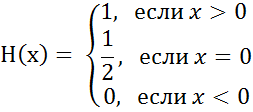 H(x) = { 1, если x > 0
1/2, если x = 0
0, если x < 0